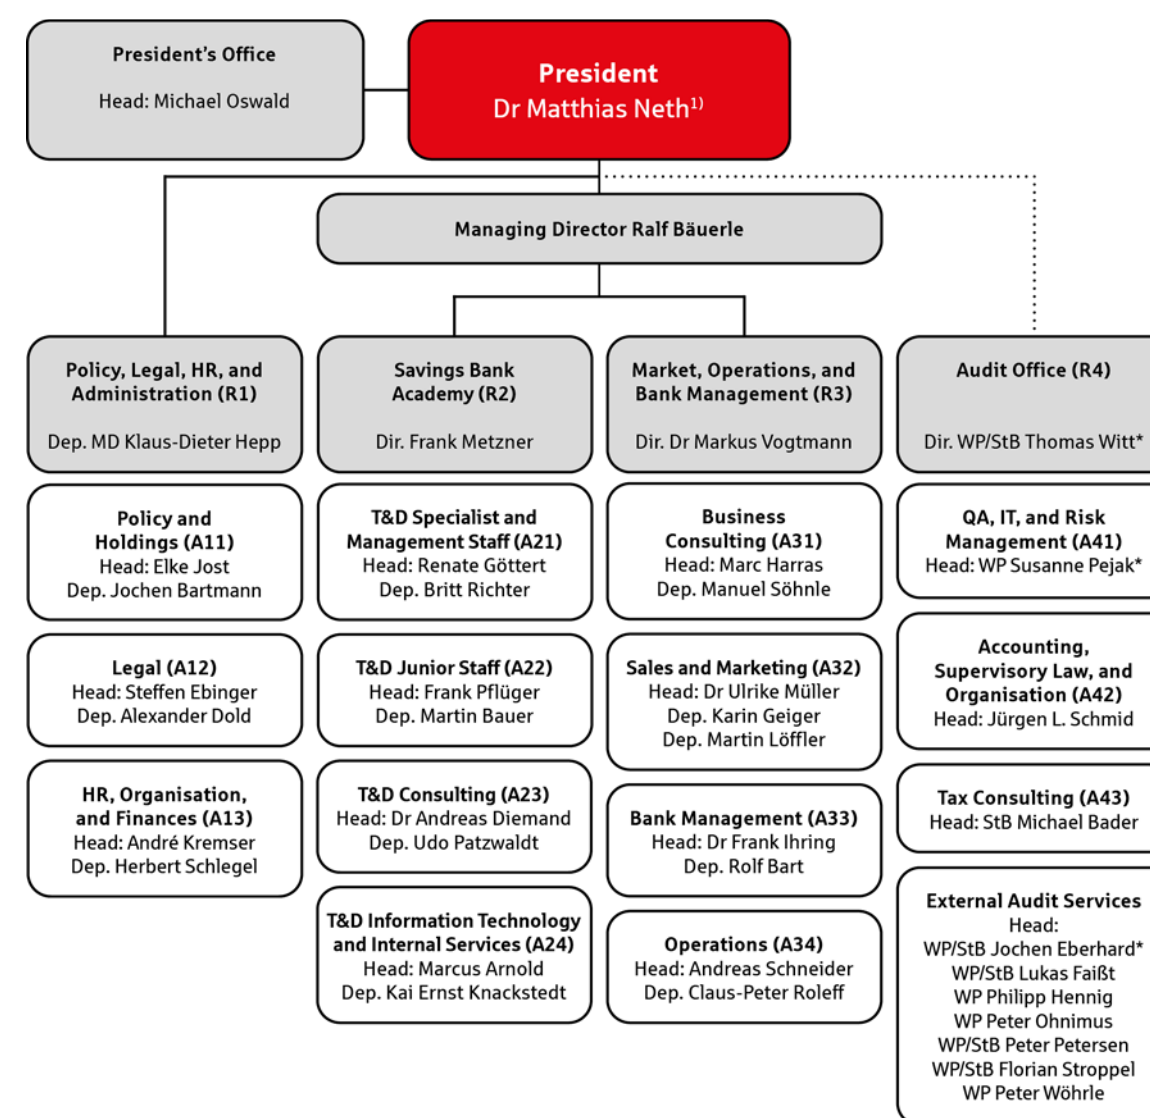 President’s Office
Head: Michael Oswald
President
Dr Matthias Neth1)
Managing Director Ralf Bäuerle
Policy, Legal, HR, and
Administration (R1)
Dep. MD Klaus-Dieter Hepp
Policy and
Holdings (A11)
Head: Elke Jost
Dep. Jochen Bartmann
Legal (A12)
Head: Steffen Ebinger
Dep. Alexander Dold
HR, Organisation,
and Finances (A13)
Head: André Kremser
Dep. Herbert Schlegel
Savings Bank
Academy (R2)
Dir. Frank Metzner
T&D Specialist and
Management Staff (A21)
Head: Renate Göttert
Dep. Britt Richter
T&D Junior Staff (A22)
Head: Frank Pflüger
Dep. Martin Bauer
T&D Consulting (A23)
Head: Dr Andreas Diemand
Dep. Udo Patzwaldt
T&D Information Technology
and Internal Services (A24)
Head: Marcus Arnold
Dep. Kai Ernst Knackstedt
Market, Operations, and
Bank Management (R3)
Dir. Dr Markus Vogtmann
Business
Consulting (A31)
Head: Marc Harras
Dep. Manuel Söhnle
Sales and Marketing (A32)
Head: Dr Ulrike Müller
Dep. Karin Geiger
Dep. Martin Löffler
Bank Management (A33)
Head: Dr Frank Ihring
Dep. Rolf Bart
Operations (A34)
Head: Andreas Schneider
Dep. Claus-Peter Roleff
Audit Office (R4)
Dir. WP/StB Thomas Witt*
QA, IT, and Risk
Management (A41)
Head: WP Susanne Pejak*
Accounting,
Supervisory Law, and
Organisation (A42)
Head: Jürgen L. Schmid
Tax Consulting (A43)
Head: StB Michael Bader
External Audit Services
Head:
WP/StB Jochen Eberhard*
WP/StB Lukas Faißt
WP Philipp Hennig
WP Peter Ohnimus
WP/StB Peter Petersen
WP/StB Florian Stroppel
WP Peter Wöhrle